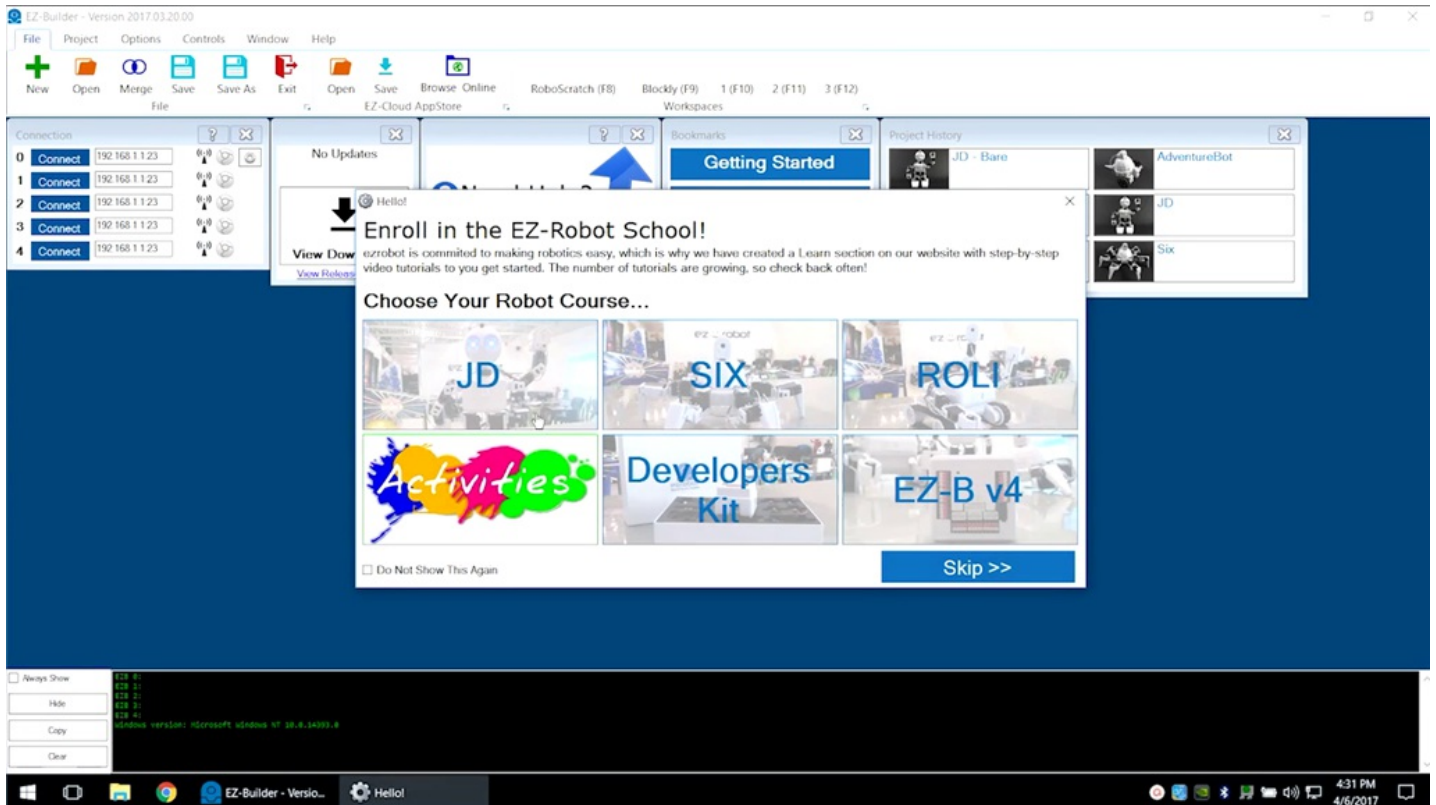 EZ-Builder - Version 2017.03.20.00
File Project Options Controls Window Help
New Open Merge Save Save As Exit Open Save Browse Online RoboScratch (F8) Blockly (F9) 1 (F10) 2 (F11) 3 (F12)
File EZ-Cloud AppStore Workspaces
Connection
0 Connect 192.168.1.1:23
1 Connect 192.168.1.1:23
2 Connect 192.168.1.1:23
3 Connect 192.168.1.1:23
4 Connect 192.168.1.1:23
No Updates
View Dow
View Releas
Bookmarks
Getting Started
Project History
JD - Bare
AdventureBot
JD
Six
Hello!
Enroll in the EZ-Robot School!
ezrobot is commited to making robotics easy, which is why we have created a Learn section on our website with step-by-step
video tutorials to you get started. The number of tutorials are growing, so check back often!
Choose Your Robot Course...
JD
SIX
ROLI
Activities
Developers
Kit
EZ-B v4
Do Not Show This Again
Skip >>
Always Show
Hide
Copy
Clear
EZB 0:
EZB 1:
EZB 2:
EZB 3:
EZB 4:
Windows version: Microsoft Windows NT 10.0.14393.0
EZ-Builder - Versio...
Hello!
4:31 PM
4/6/2017